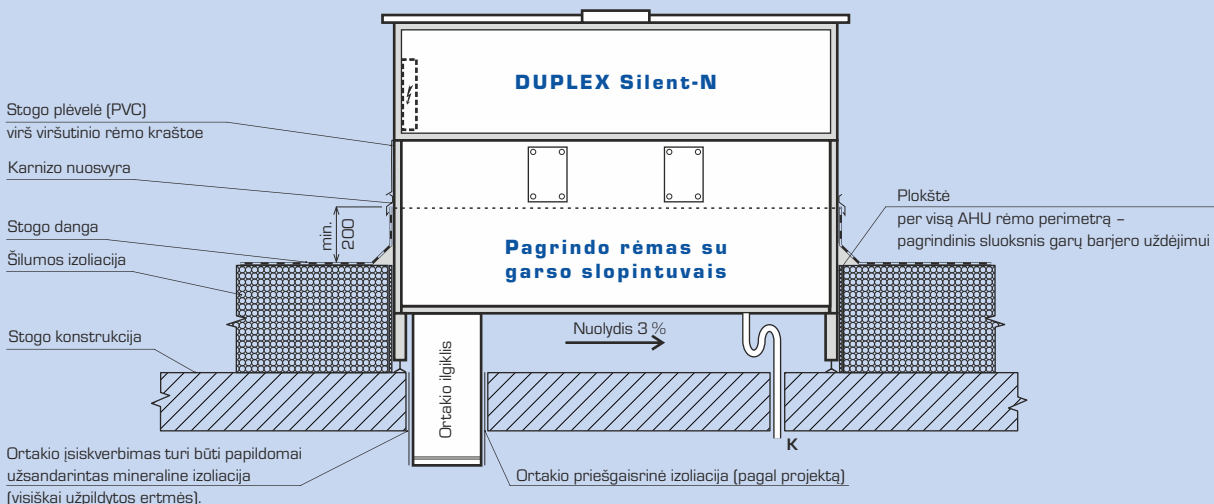 DUPLEX Silent-N
Stogo plėvelė (PVC)
virš viršutinio rėmo kraštoe
Karnizo nuosvyra
Stogo danga
Šilumos izoliacija
Stogo konstrukcija
min.
200
Pagrindo rėmas su
garso slopintuvais
Plokštė
per visą AHU rėmo perimetrą –
pagrindinis sluoksnis garų barjero uždėjimui
Nuolydis 3 %
Ortakio ilgiklis
K
Ortakio įsiskverbimas turi būti papildomai
užsandarintas mineraline izoliacija
(visiškai užpildytos ertmės).
Ortakio priešgaisrinė izoliacija (pagal projektą)